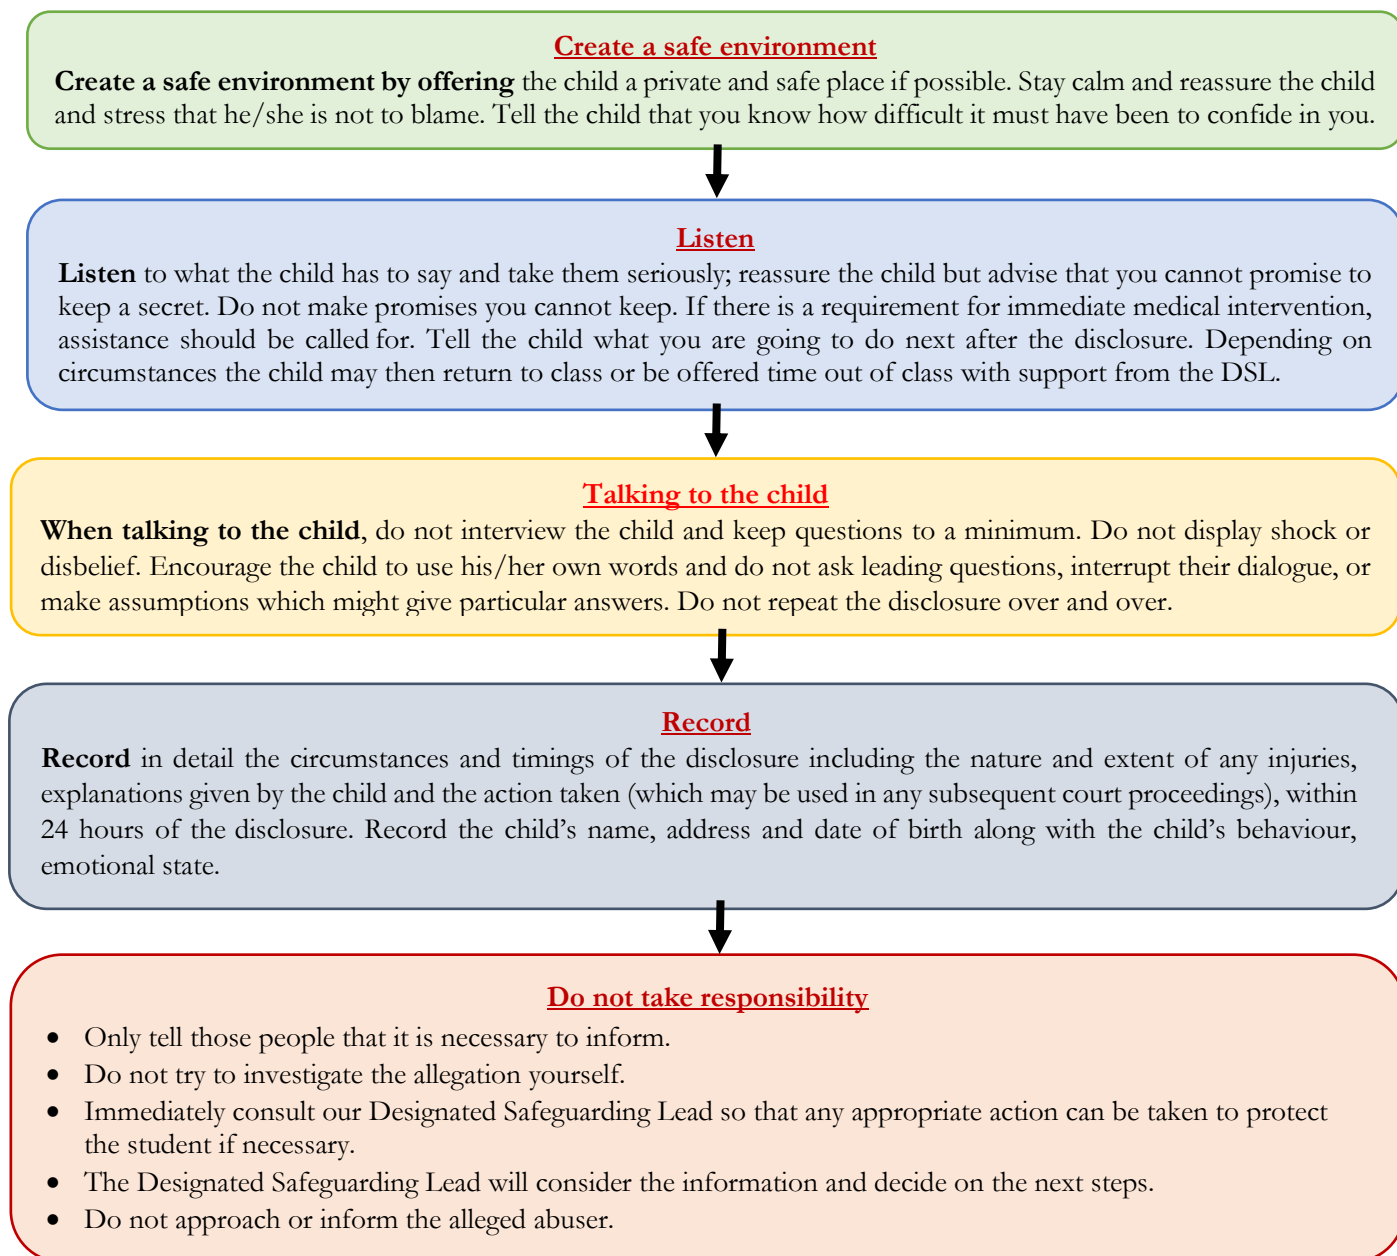 Create a safe environment
Create a safe environment by offering the child a private and safe place if possible. Stay calm and reassure the child
and stress that he/she is not to blame. Tell the child that you know how difficult it must have been to confide in you.
Listen
Listen to what the child has to say and take them seriously; reassure the child but advise that you cannot promise to
keep a secret. Do not make promises you cannot keep. If there is a requirement for immediate medical intervention,
assistance should be called for. Tell the child what you are going to do next after the disclosure. Depending on
circumstances the child may then return to class or be offered time out of class with support from the DSL.
Talking to the child
When talking to the child, do not interview the child and keep questions to a minimum. Do not display shock or
disbelief. Encourage the child to use his/her own words and do not ask leading questions, interrupt their dialogue, or
make assumptions which might give particular answers. Do not repeat the disclosure over and over.
Record
Record in detail the circumstances and timings of the disclosure including the nature and extent of any injuries,
explanations given by the child and the action taken (which may be used in any subsequent court proceedings), within
24 hours of the disclosure. Record the child's name, address and date of birth along with the child's behaviour,
emotional state.
Do not take responsibility
• Only tell those people that it is necessary to inform.
• Do not try to investigate the allegation yourself.
• Immediately consult our Designated Safeguarding Lead so that any appropriate action can be taken to protect
the student if necessary.
• The Designated Safeguarding Lead will consider the information and decide on the next steps.
• Do not approach or inform the alleged abuser.